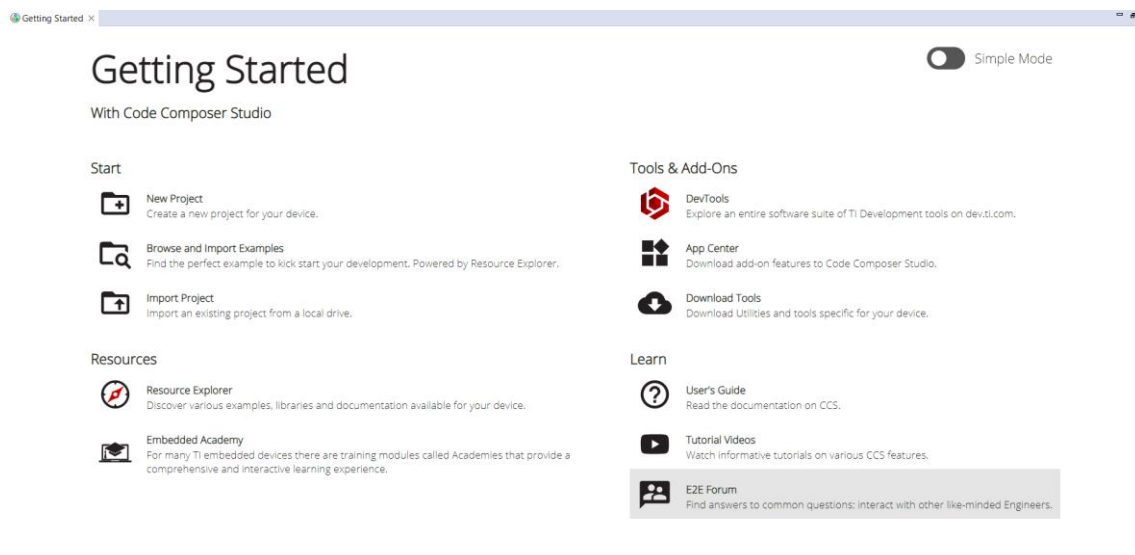 Getting Started
Getting Started
Simple Mode
With Code Composer Studio
Start
New Project
Create a new project for your device.
Browse and Import Examples
Find the perfect example to kick start your development. Powered by Resource Explorer.
Import Project
Import an existing project from a local drive.
Resources
Resource Explorer
Discover various examples, libraries and documentation available for your device.
Embedded Academy
For many TI embedded devices there are training modules called Academies that provide a
comprehensive and interactive learning experience.
Tools & Add-Ons
DevTools
Explore an entire software suite of TI Development tools on dev.ti.com.
App Center
Download add-on features to Code Composer Studio.
Download Tools
Download Utilities and tools specific for your device.
Learn
User's Guide
Read the documentation on CCS.
Tutorial Videos
Watch informative tutorials on various CCS features.
E2E Forum
Find answers to common questions; interact with other like-minded Engineers.